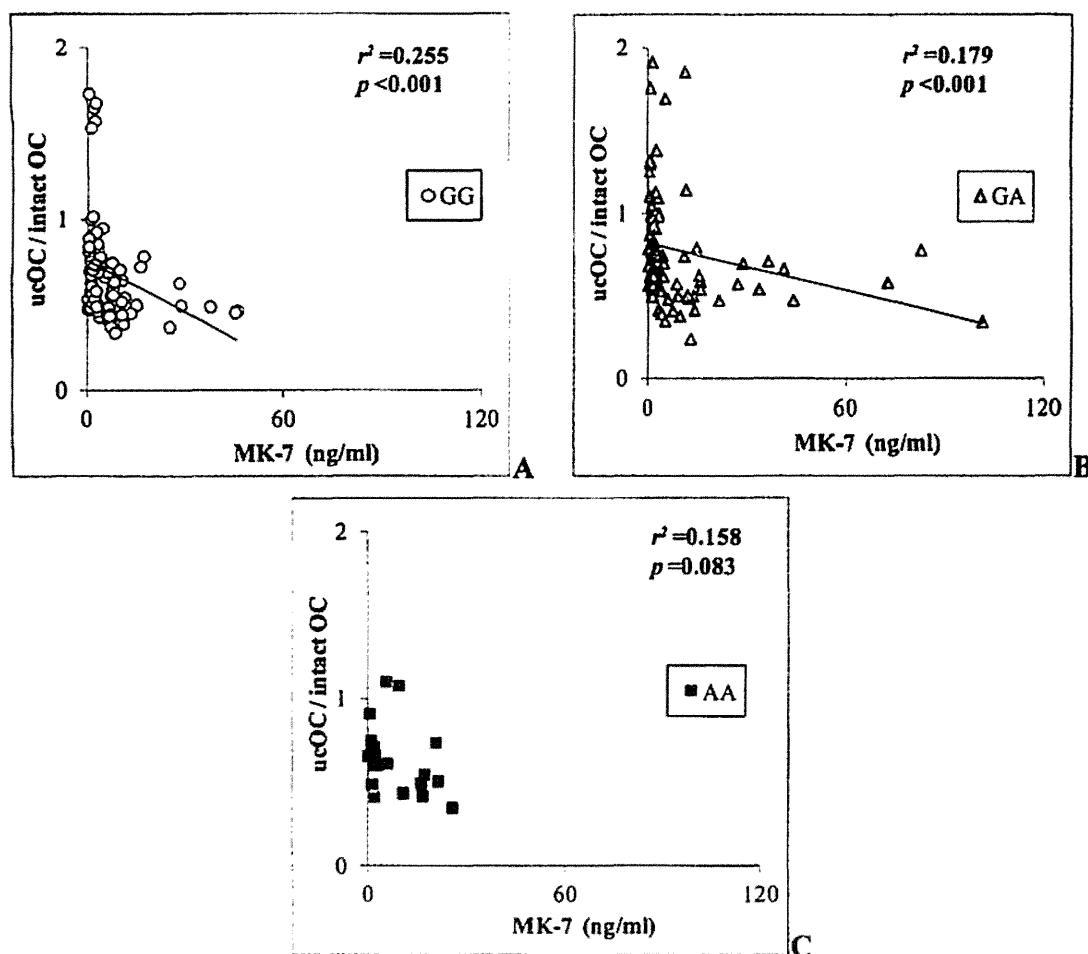 2
r²=0.255
p<0.001
ucOC / intact OC
1
GG
0
0
60
120
MK-7 (ng/ml)
A
2
r²=0.179
p<0.001
ucOC / intact OC
1
GA
0
0
60
120
MK-7 (ng/ml)
B
2
r²=0.158
p=0.083
ucOC / intact OC
1
AA
0
0
60
120
MK-7 (ng/ml)
C